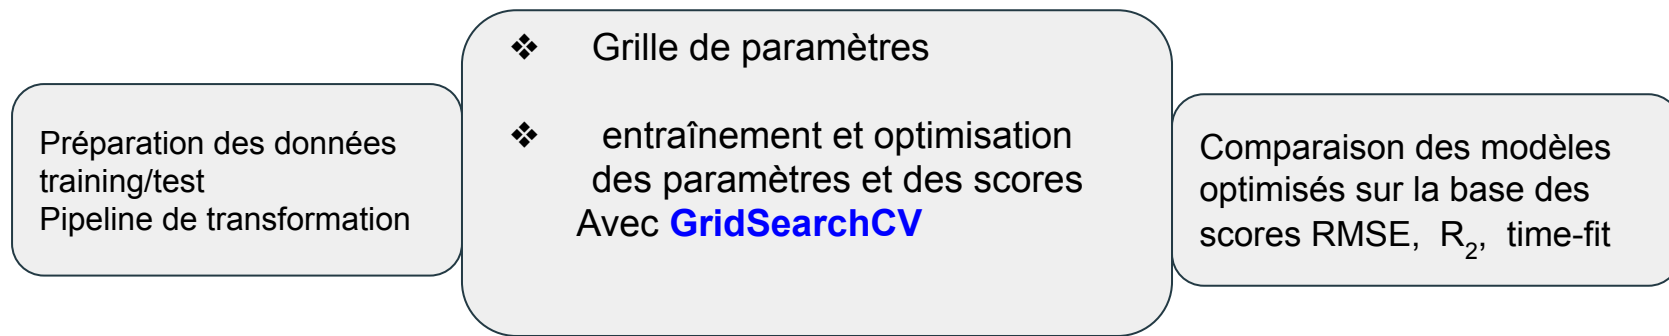 Préparation des données
training/test
Pipeline de transformation
❖ Grille de paramètres
❖ entraînement et optimisation
des paramètres et des scores
Avec GridSearchCV
Comparaison des modèles
optimisés sur la base des
scores RMSE, R₂, time-fit